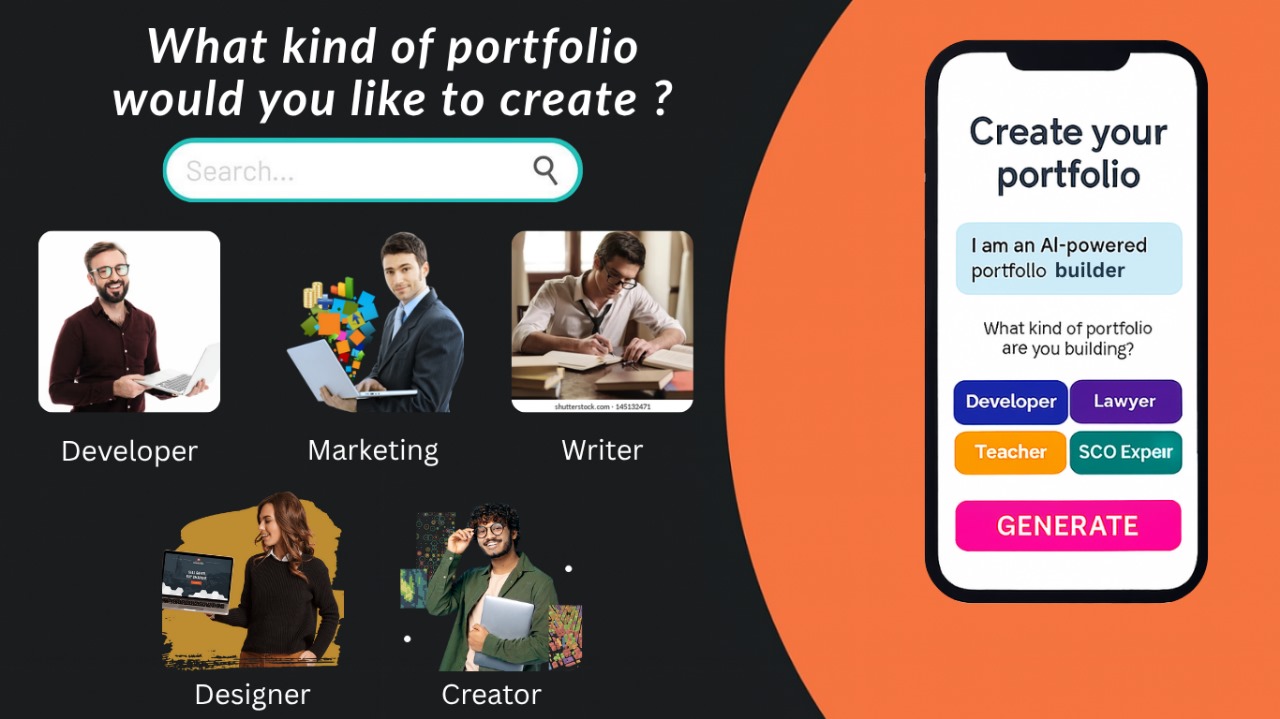 What kind of portfolio
would you like to create ?
Search...
shutterstock.com · 145132471
Developer
Marketing
Writer
Designer
Creator
Create your
portfolio
I am an AI-powered
portfollo builder
What kind of portfolio
are you building?
Developer
Lawyer
Teacher
SCO Expeır
GENERATE